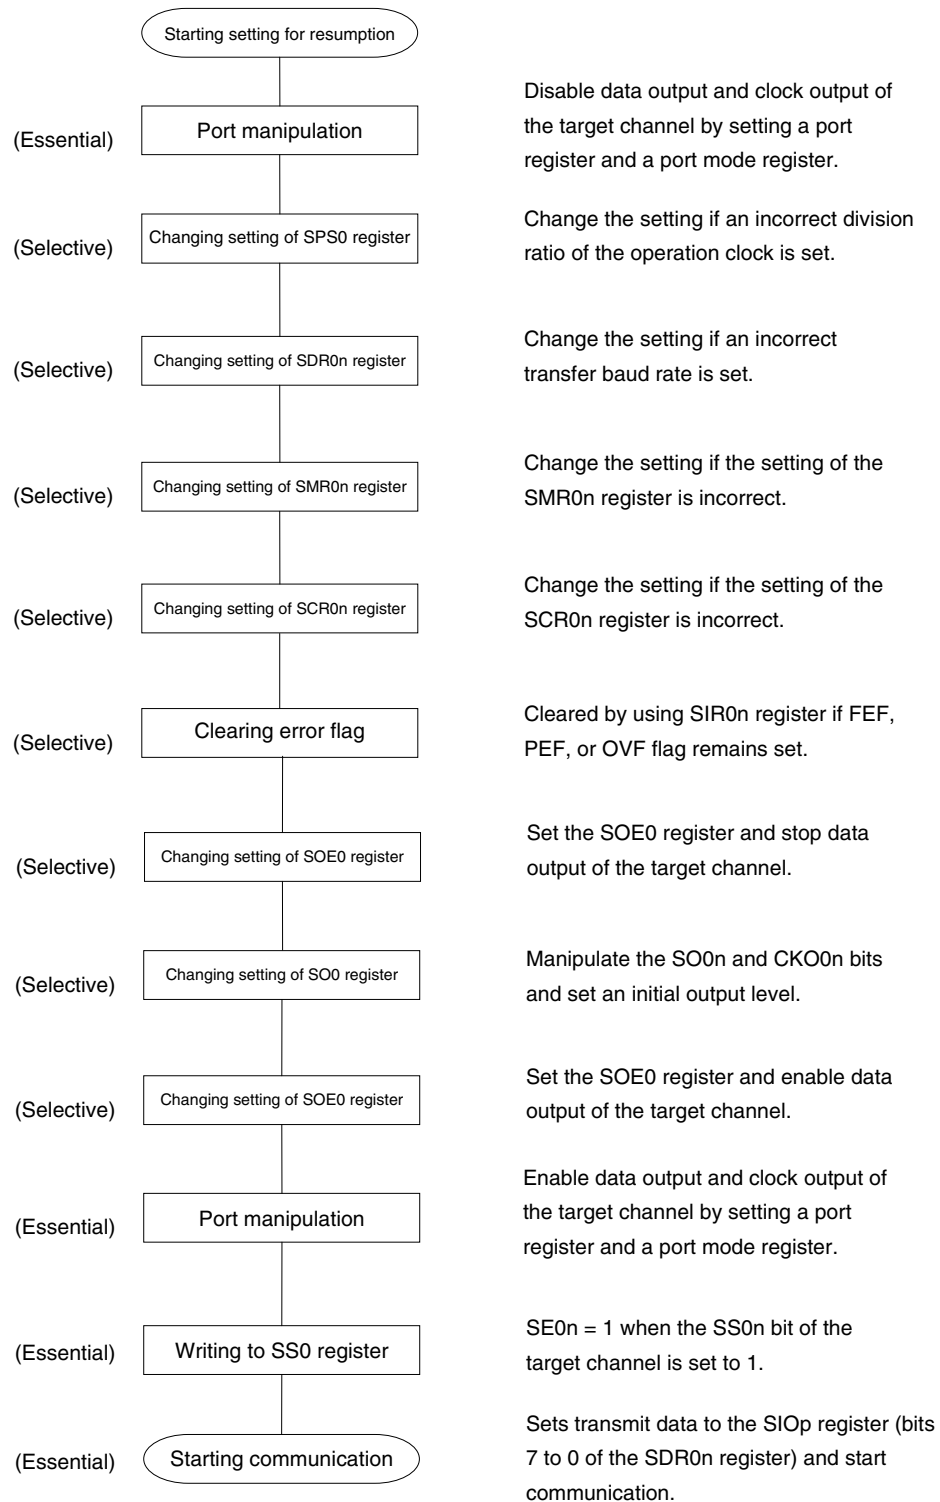 Starting setting for resumption
(Essential)
Port manipulation
Disable data output and clock output of
the target channel by setting a port
register and a port mode register.
(Selective)
Changing setting of SPS0 register
Change the setting if an incorrect division
ratio of the operation clock is set.
(Selective)
Changing setting of SDR0n register
Change the setting if an incorrect
transfer baud rate is set.
(Selective)
Changing setting of SMR0n register
Change the setting if the setting of the
SMR0n register is incorrect.
(Selective)
Changing setting of SCR0n register
Change the setting if the setting of the
SCR0n register is incorrect.
(Selective)
Clearing error flag
Cleared by using SIR0n register if FEF,
PEF, or OVF flag remains set.
(Selective)
Changing setting of SOE0 register
Set the SOE0 register and stop data
output of the target channel.
(Selective)
Changing setting of SO0 register
Manipulate the SO0n and CKO0n bits
and set an initial output level.
(Selective)
Changing setting of SOE0 register
Set the SOE0 register and enable data
output of the target channel.
(Essential)
Port manipulation
Enable data output and clock output of
the target channel by setting a port
register and a port mode register.
(Essential)
Writing to SS0 register
SE0n = 1 when the SS0n bit of the
target channel is set to 1.
(Essential)
Starting communication
Sets transmit data to the SIOp register (bits
7 to 0 of the SDR0n register) and start
communication.